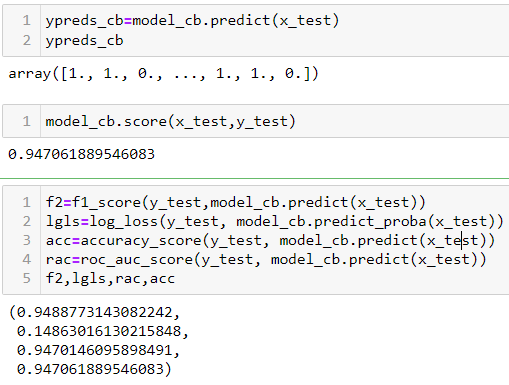 1 ypreds_cb=model_cb.predict(x_test)
2 ypreds_cb
array([1., 1., 0., ..., 1., 1., 0.])
1 model_cb.score(x_test,y_test)
0.947061889546083
1 f2=f1_score(y_test,model_cb.predict(x_test))
2 lgls=log_loss(y_test, model_cb.predict_proba(x_test))
3 acc=accuracy_score(y_test, model_cb.predict(x_test))
4 rac=roc_auc_score(y_test, model_cb.predict(x_test))
5 f2,lgls,rac,acc
(0.9488773143082242,
0.14863016130215848,
0.9470146095898491,
0.947061889546083)